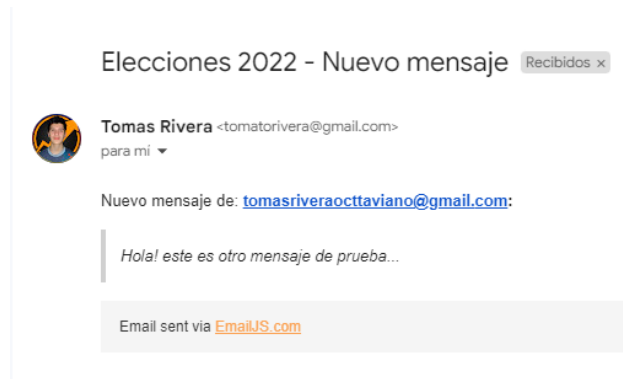 Elecciones 2022 - Nuevo mensaje Recibidos ×
Tomas Rivera <tomatorivera@gmail.com>
para mí
Nuevo mensaje de: tomasriveraocttaviano@gmail.com:
Hola! este es otro mensaje de prueba...
Email sent via EmailJS.com